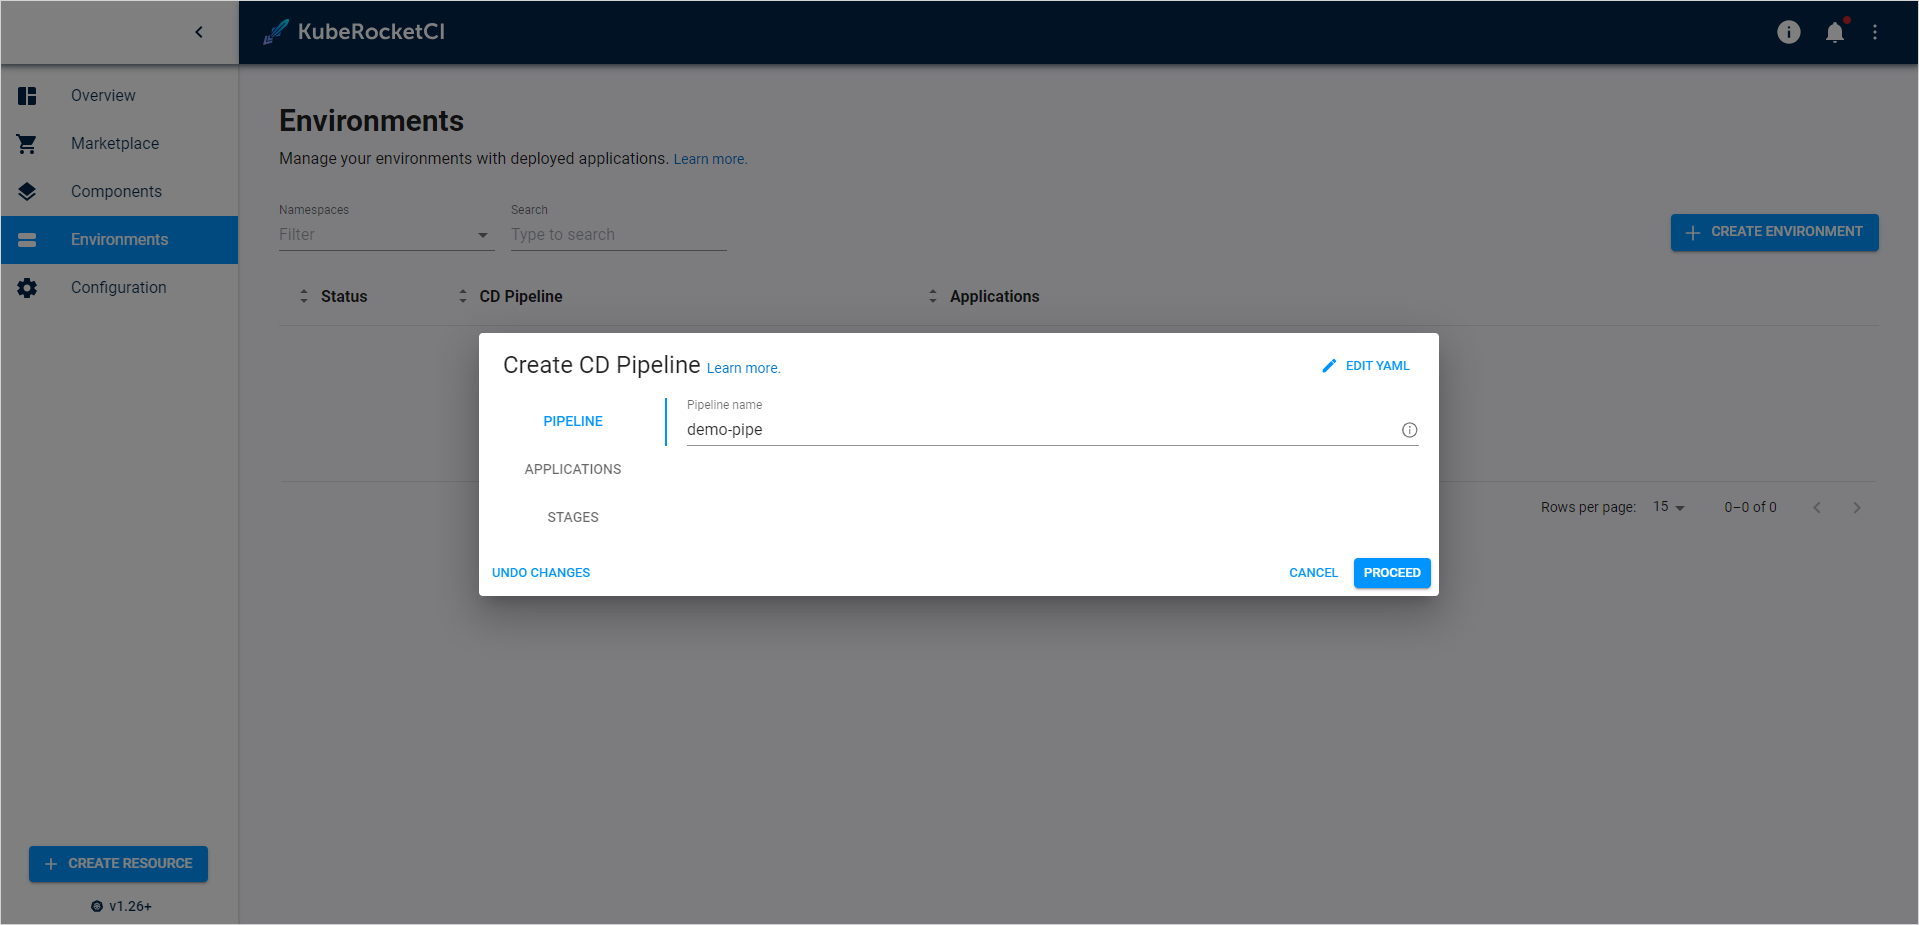 KubeRocketCI
Overview
Marketplace
Components
Environments
Configuration
CREATE RESOURCE
v1.26+
Environments
Manage your environments with deployed applications. Learn more.
Namespaces
Filter
Search
Type to search
CREATE ENVIRONMENT
Status
CD Pipeline
Applications
Create CD Pipeline Learn more.
EDIT YAML
PIPELINE
APPLICATIONS
STAGES
Pipeline name
demo-pipe
UNDO CHANGES
CANCEL
PROCEED
Rows per page: 15
0–0 of 0